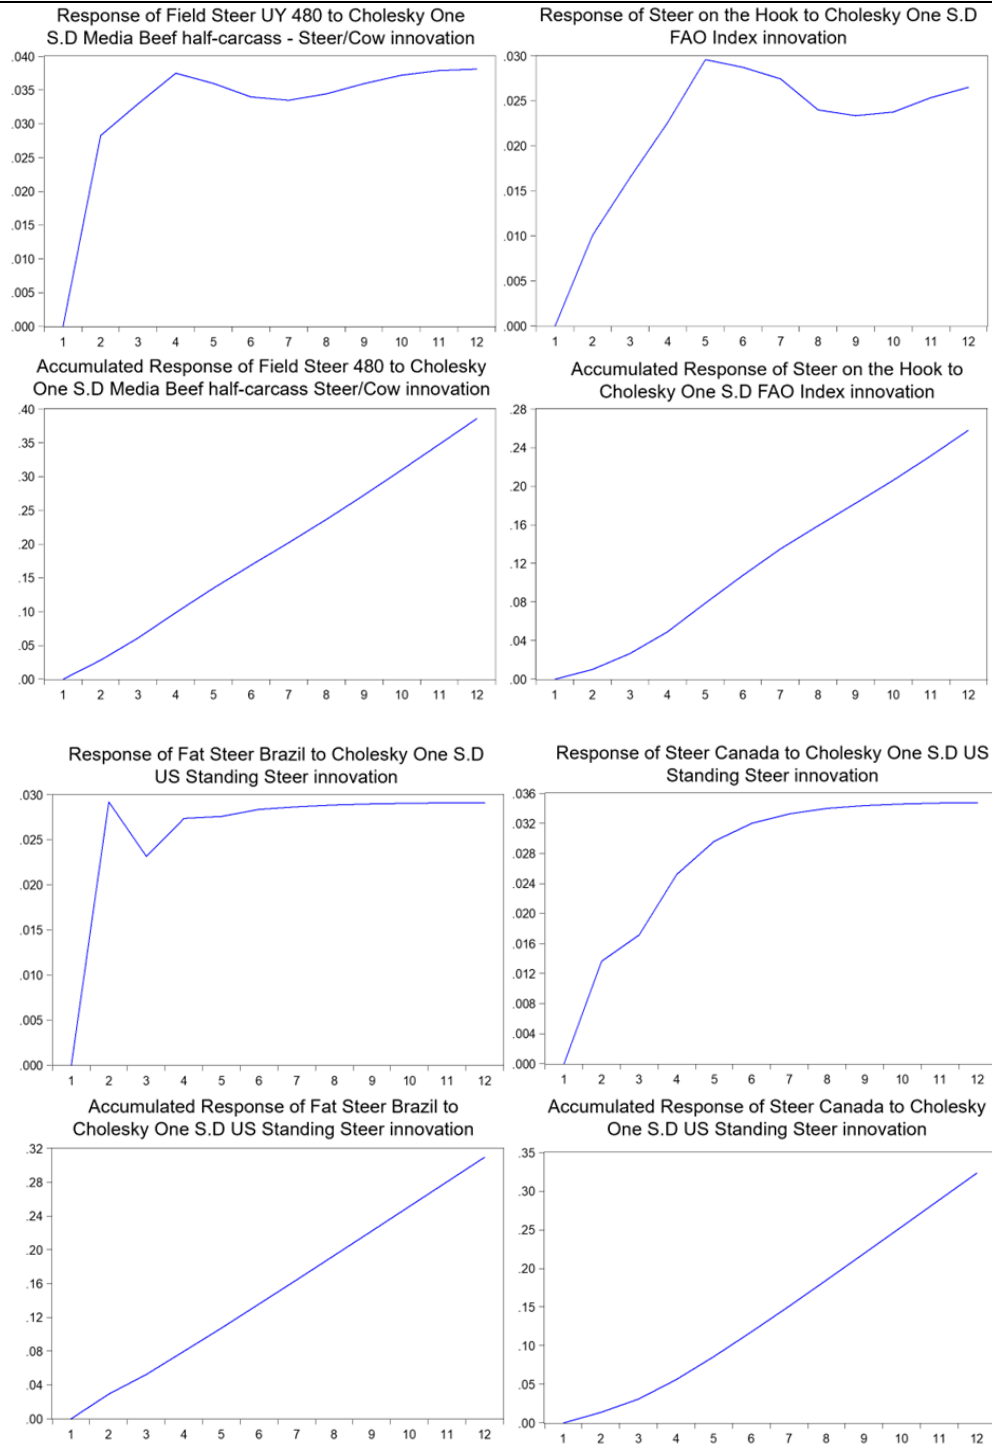 Response of Field Steer UY 480 to Cholesky One
S.D Media Beef half-carcass - Steer/Cow innovation
.040
.035
.030
.025
.020
.015
.010
.005
.000
1 2 3 4 5 6 7 8 9 10 11 12
Response of Steer on the Hook to Cholesky One S.D
FAO Index innovation
.030
.025
.020
.015
.010
.005
.000
1 2 3 4 5 6 7 8 9 10 11 12
Accumulated Response of Field Steer 480 to Cholesky
One S.D Media Beef half-carcass Steer/Cow innovation
.40
.35
.30
.25
.20
.15
.10
.05
.00
1 2 3 4 5 6 7 8 9 10 11 12
Accumulated Response of Steer on the Hook to
Cholesky One S.D FAO Index innovation
.28
.24
.20
.16
.12
.08
.04
.00
1 2 3 4 5 6 7 8 9 10 11 12
Response of Fat Steer Brazil to Cholesky One S.D
US Standing Steer innovation
.030
.025
.020
.015
.010
.005
.000
1 2 3 4 5 6 7 8 9 10 11 12
Response of Steer Canada to Cholesky One S.D US
Standing Steer innovation
.036
.032
.028
.024
.020
.016
.012
.008
.004
.000
1 2 3 4 5 6 7 8 9 10 11 12
Accumulated Response of Fat Steer Brazil to
Cholesky One S.D US Standing Steer innovation
.32
.28
.24
.20
.16
.12
.08
.04
.00
1 2 3 4 5 6 7 8 9 10 11 12
Accumulated Response of Steer Canada to Cholesky
One S.D US Standing Steer innovation
.35
.30
.25
.20
.15
.10
.05
.00
1 2 3 4 5 6 7 8 9 10 11 12